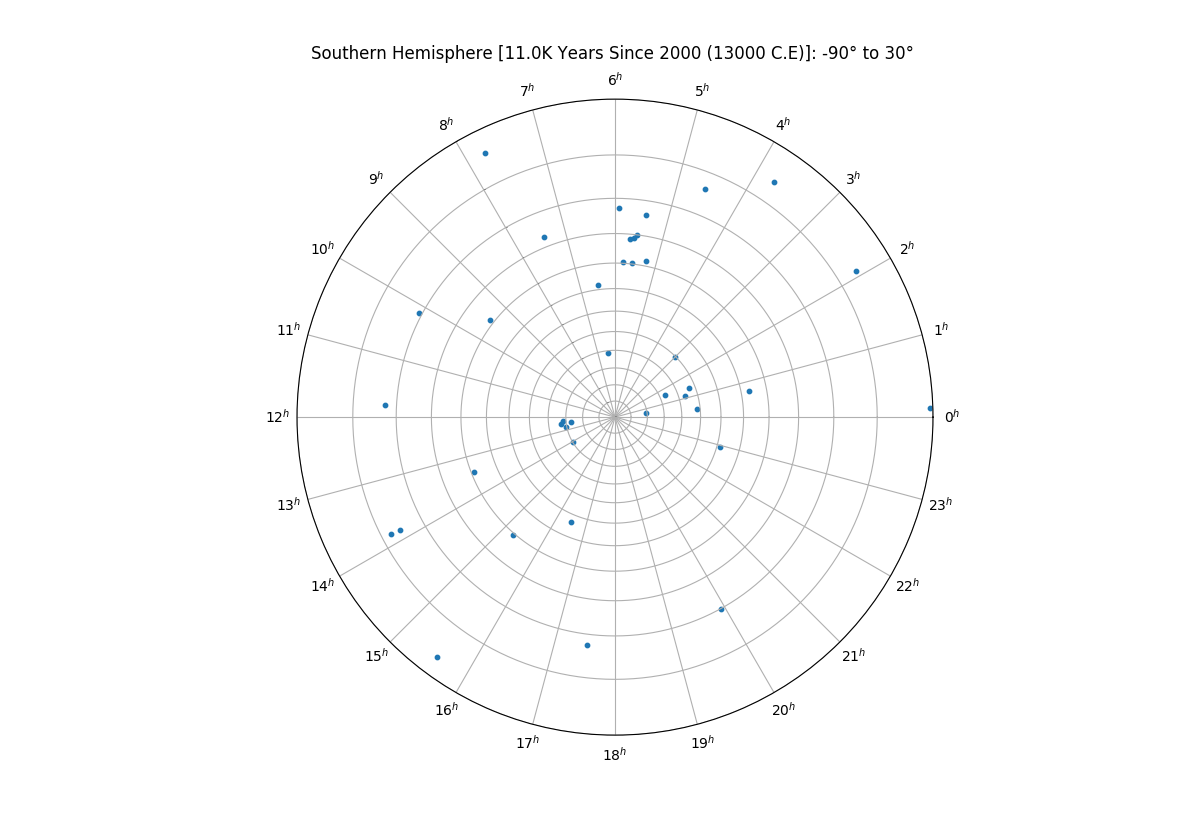 Southern Hemisphere [11.0K Years Since 2000 (13000 C.E)]: -90° to 30°
6ʰ
7ʰ
5ʰ
8ʰ
4ʰ
9ʰ
3ʰ
10ʰ
2ʰ
11ʰ
1ʰ
12ʰ
0ʰ
13ʰ
23ʰ
14ʰ
22ʰ
15ʰ
21ʰ
16ʰ
20ʰ
17ʰ
19ʰ
18ʰ